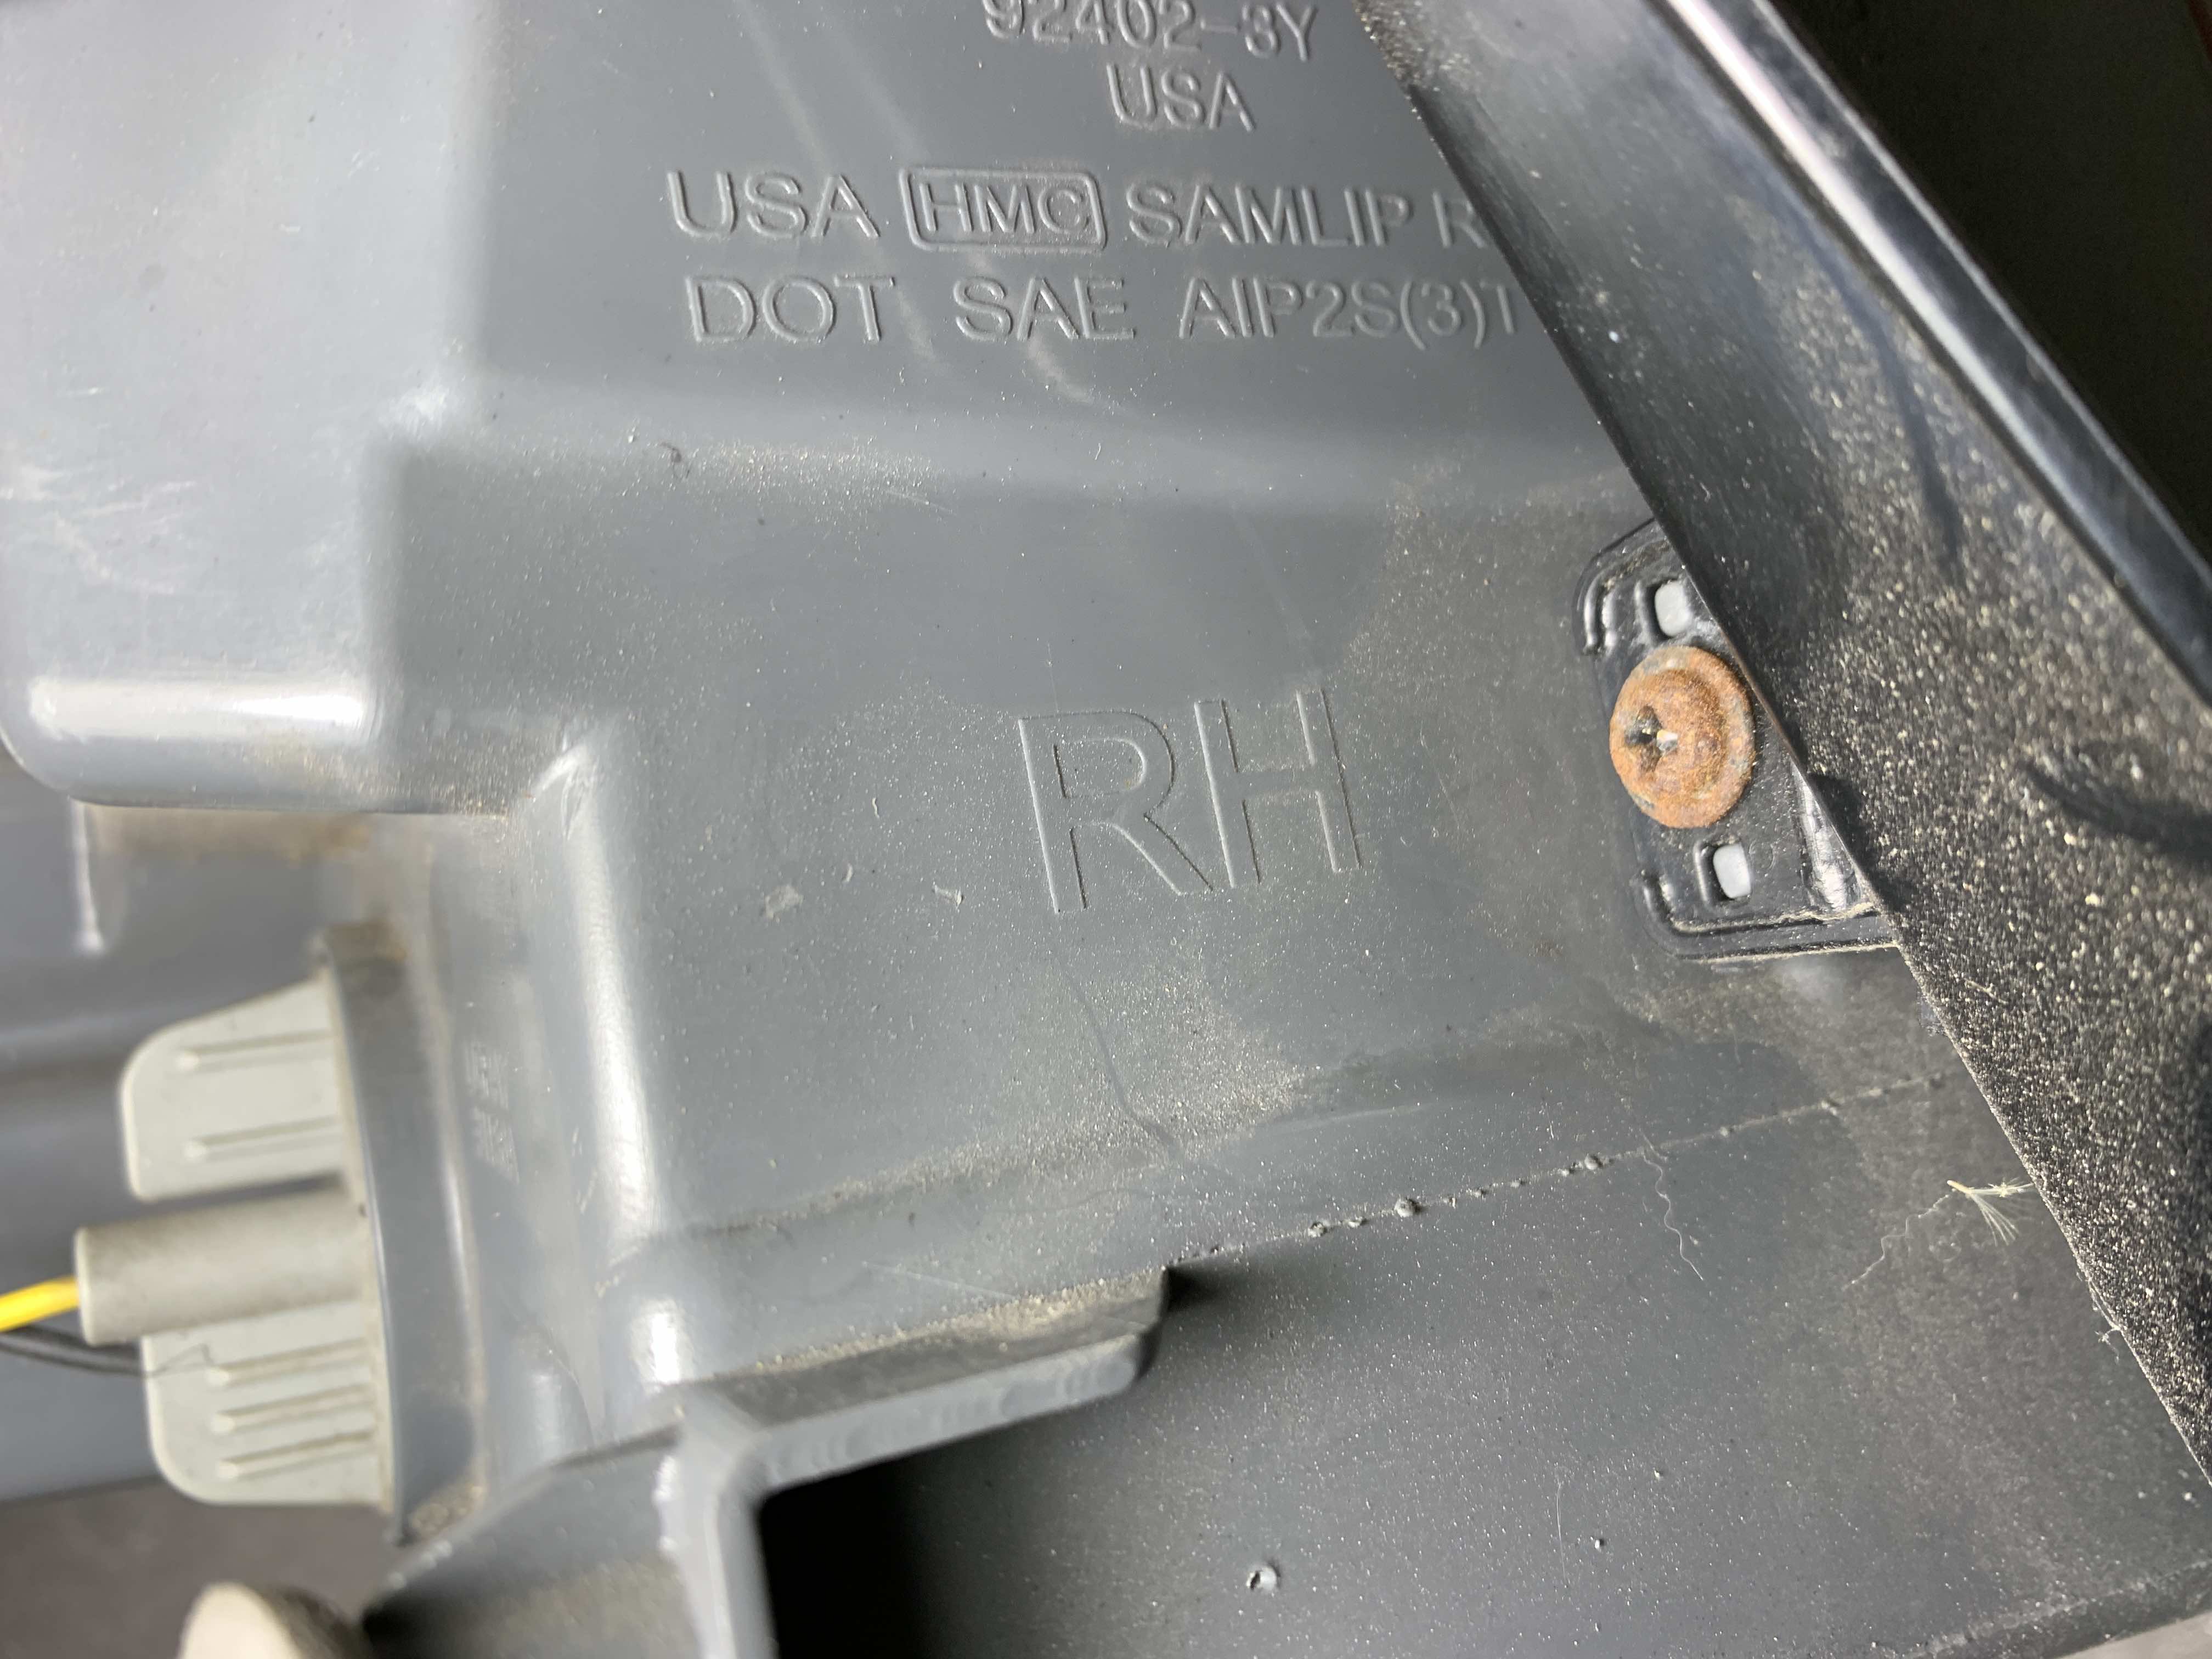 92402-3Y
USA
USA HMC SAMLIP R
DOT SAE AIP2S(3)T
RH